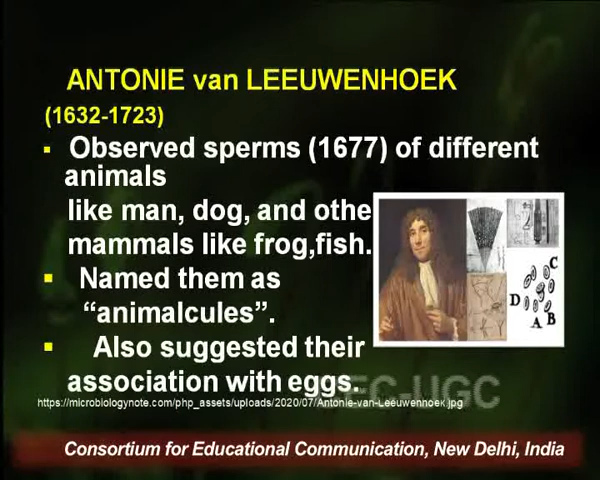 ANTONIE van LEEUWENHOEK
(1632-1723)
▪ Observed sperms (1677) of different
animals
like man, dog, and othe
mammals like frog,fish.
▪ Named them as
“animalcules”.
▪ Also suggested their
association with eggs.
CEC-UGC
https://microbiologynote.com/php_assets/uploads/2020/07/Antonie-van-Leeuwenhoek.jpg
C
D
A
B
Consortium for Educational Communication, New Delhi, India